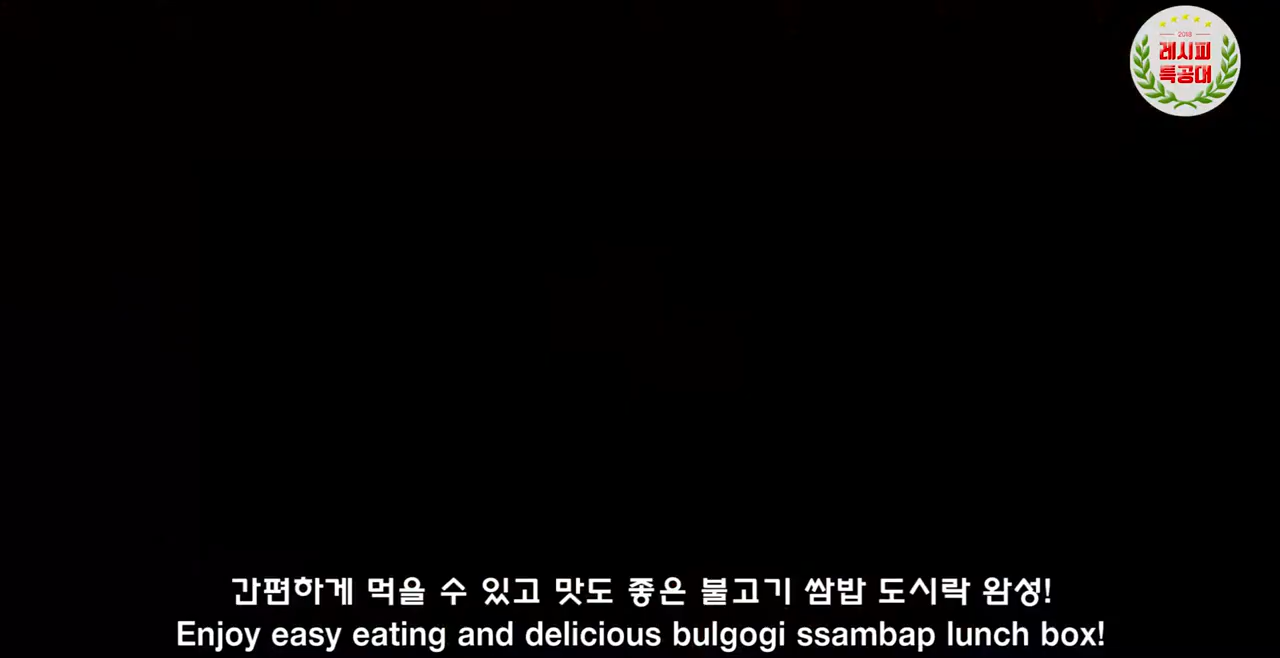 2018
레시피
특공대
간편하게 먹을 수 있고 맛도 좋은 불고기 쌈밥 도시락 완성!
Enjoy easy eating and delicious bulgogi ssambap lunch box!